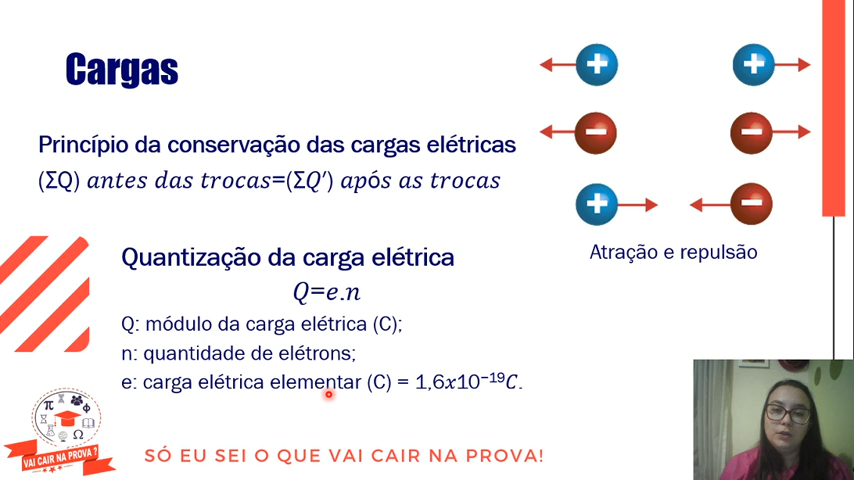 Cargas
Princípio da conservação das cargas elétricas
(ΣQ) antes das trocas=(ΣQ′) após as trocas
Atração e repulsão
Quantização da carga elétrica
Q=e.n
Q: módulo da carga elétrica (C);
n: quantidade de elétrons;
e: carga elétrica elementar (C) = 1,6x10⁻¹⁹C.
π
Φ
Ω
VAI CAIR NA PROVA ?
SÓ EU SEI O QUE VAI CAIR NA PROVA!